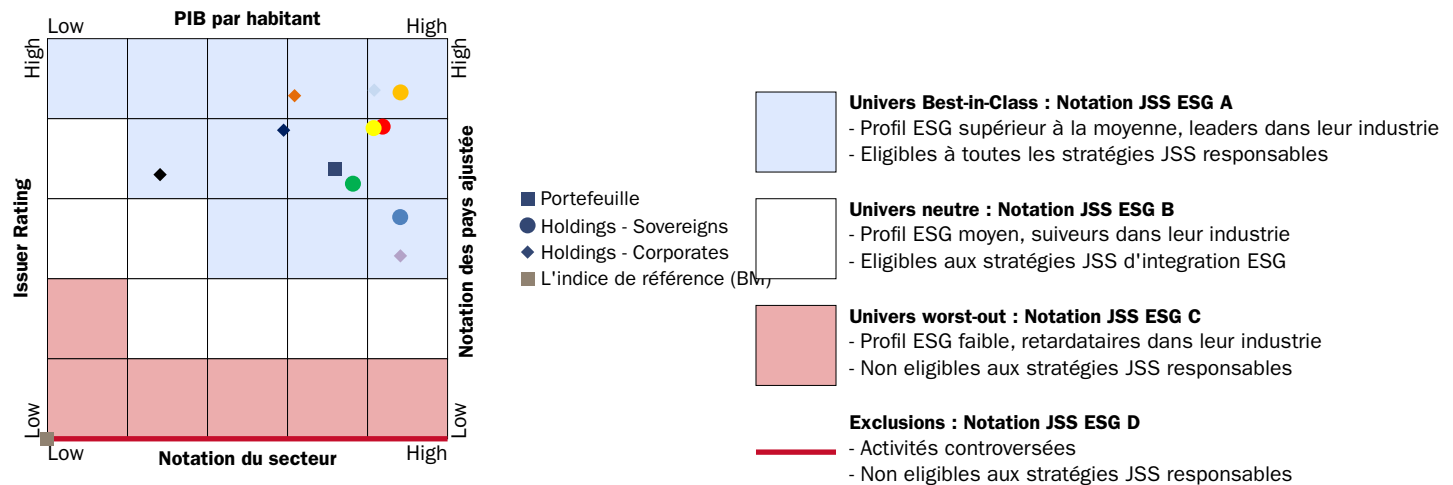 PIB par habitant
Low
High
High
High
Issuer Rating
Notation des pays ajustée
Low
Low
Low
High
Notation du secteur
Portefeuille
Holdings - Sovereigns
Holdings - Corporates
L'indice de référence (BM)
Univers Best-in-Class : Notation JSS ESG A
- Profil ESG supérieur à la moyenne, leaders dans leur industrie
- Eligibles à toutes les stratégies JSS responsables
Univers neutre : Notation JSS ESG B
- Profil ESG moyen, suiveurs dans leur industrie
- Eligibles aux stratégies JSS d'integration ESG
Univers worst-out : Notation JSS ESG C
- Profil ESG faible, retardataires dans leur industrie
- Non eligibles aux stratégies JSS responsables
Exclusions : Notation JSS ESG D
- Activités controversées
- Non eligibles aux stratégies JSS responsables